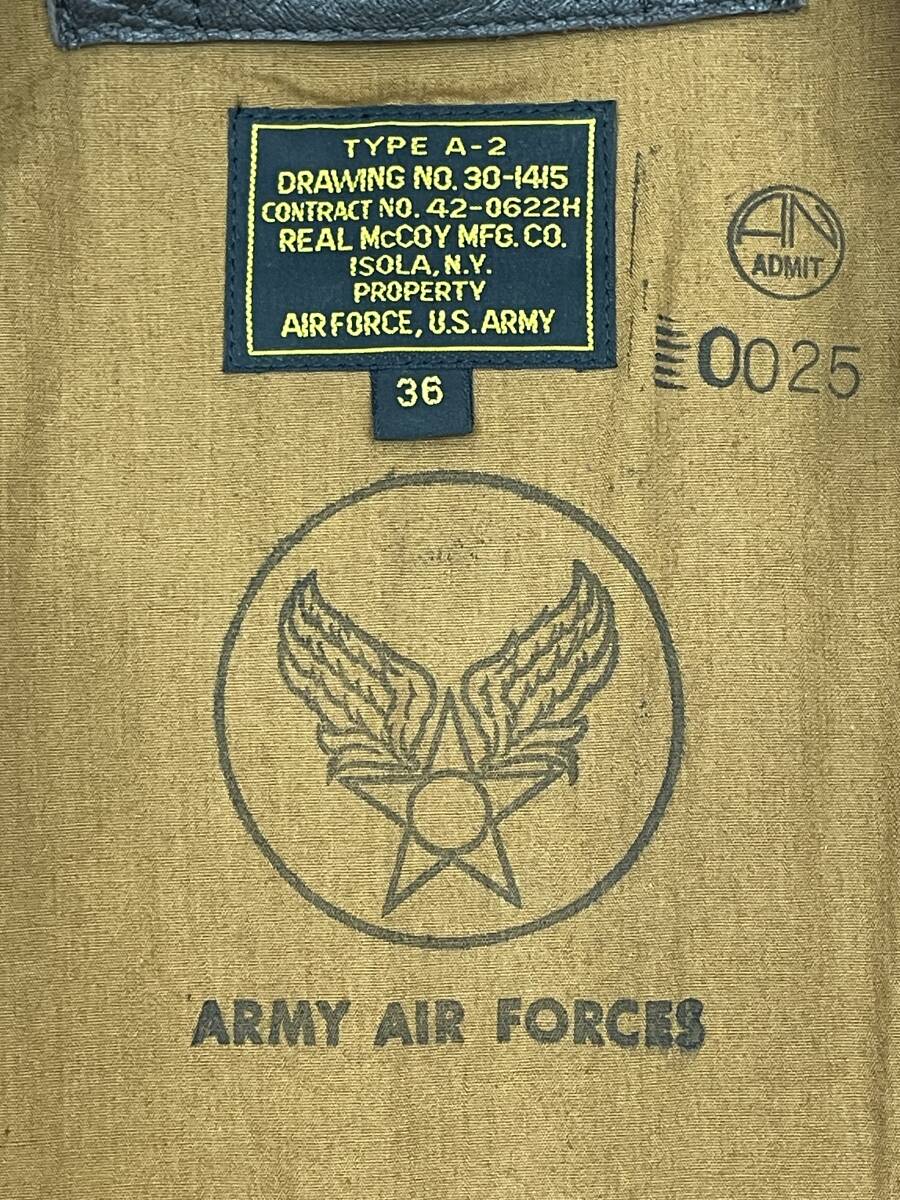 TYPE A-2
DRAWING NO. 30-1415
CONTRACT NO. 42-0622H
REAL McCOY MFG. CO.
ISOLA, N.Y.
PROPERTY
AIR FORCE, U.S. ARMY
36
AN
ADMIT
0025
ARMY AIR FORCES